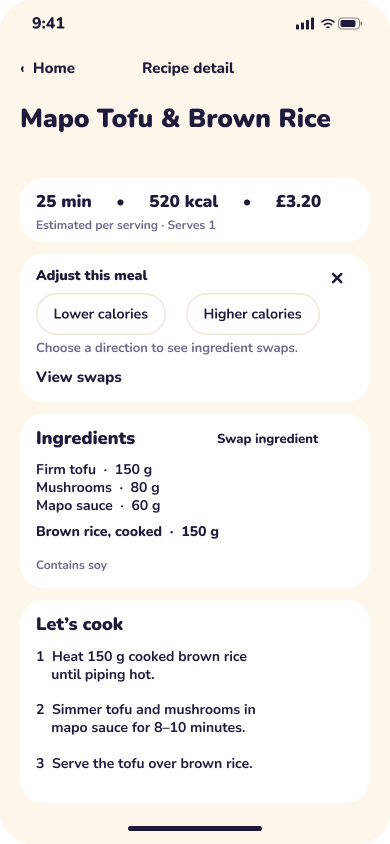 9:41
‹ Home Recipe detail
Mapo Tofu & Brown Rice
25 min • 520 kcal • £3.20
Estimated per serving · Serves 1
Adjust this meal ✕
Lower calories Higher calories
Choose a direction to see ingredient swaps.
View swaps
Ingredients Swap ingredient
Firm tofu · 150 g
Mushrooms · 80 g
Mapo sauce · 60 g
Brown rice, cooked · 150 g
Contains soy
Let’s cook
1 Heat 150 g cooked brown rice
until piping hot.
2 Simmer tofu and mushrooms in
mapo sauce for 8–10 minutes.
3 Serve the tofu over brown rice.